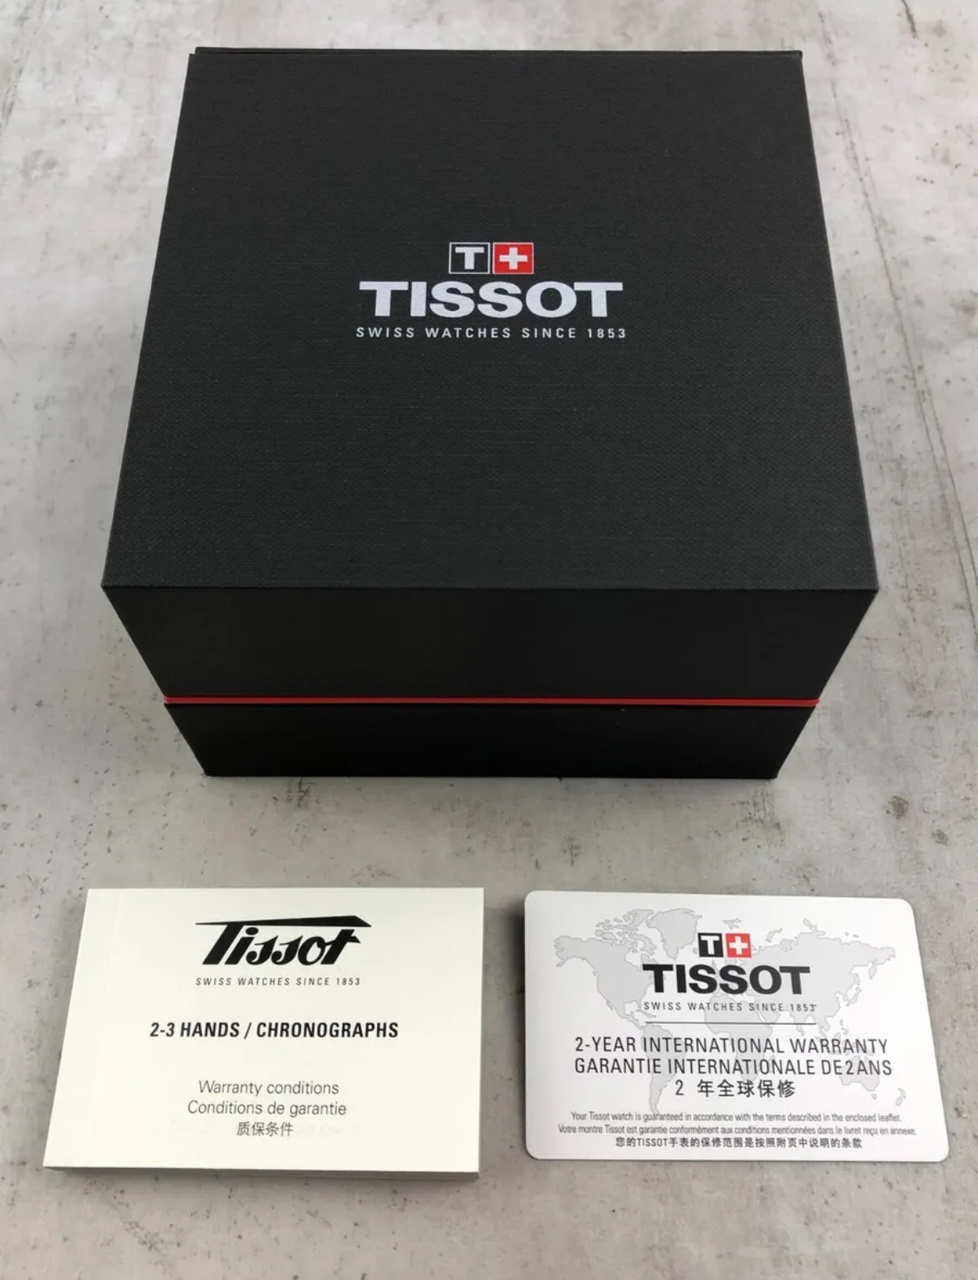 T+
TISSOT
SWISS WATCHES SINCE 1853
Tissot
SWISS WATCHES SINCE 1853
2-3 HANDS / CHRONOGRAPHS
Warranty conditions
Conditions de garantie
质保条件
T+
TISSOT
SWISS WATCHES SINCE 1853
2-YEAR INTERNATIONAL WARRANTY
GARANTIE INTERNATIONALE DE 2 ANS
2 年全球保修
Your Tissot watch is guaranteed in accordance with the terms described in the enclosed leaflet.
Votre montre Tissot est garantie conformément aux conditions mentionnées dans le livret reçu en annexe.
您的TISSOT手表的保修范围是按照附页中说明的条款